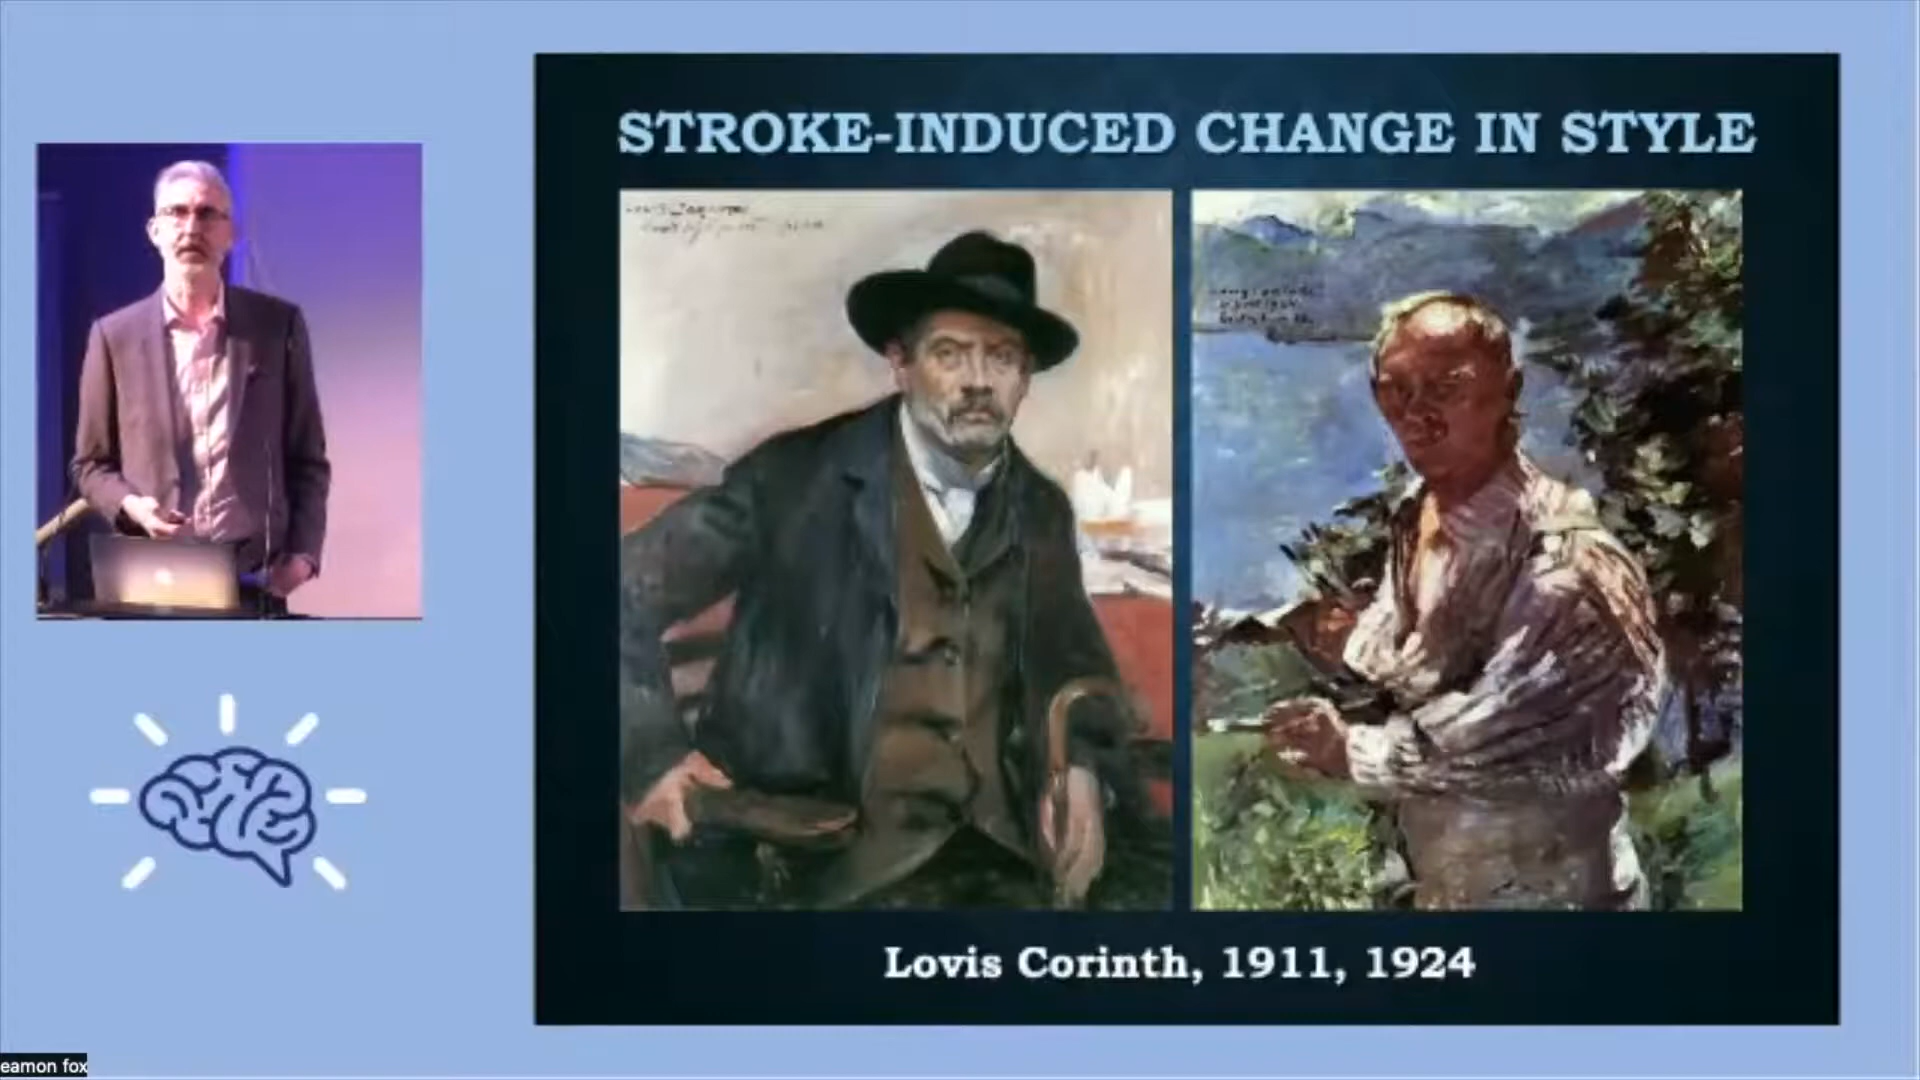 STROKE-INDUCED CHANGE IN STYLE
Lovis Corinth, 1911, 1924
eamon fox